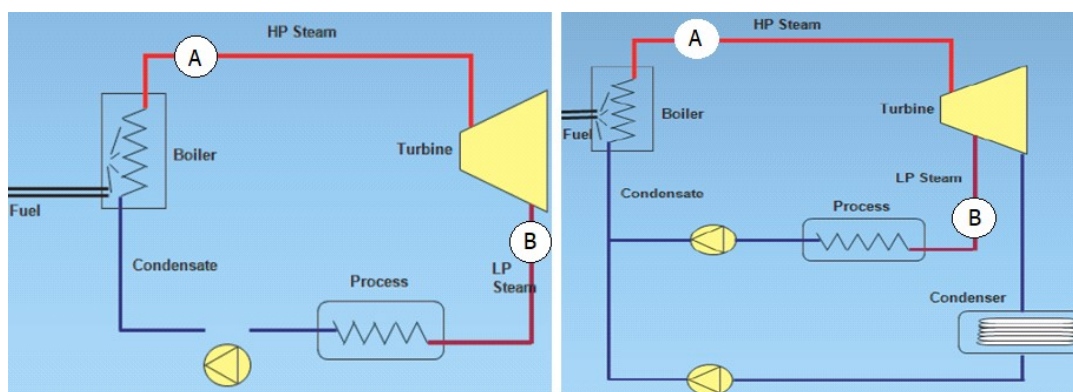 HP Steam
A
Boiler
Turbine
Fuel
B
Condensate
LP
Steam
Process
HP Steam
A
Turbine
Boiler
Fuel
LP Steam
Condensate
Process
B
Condenser